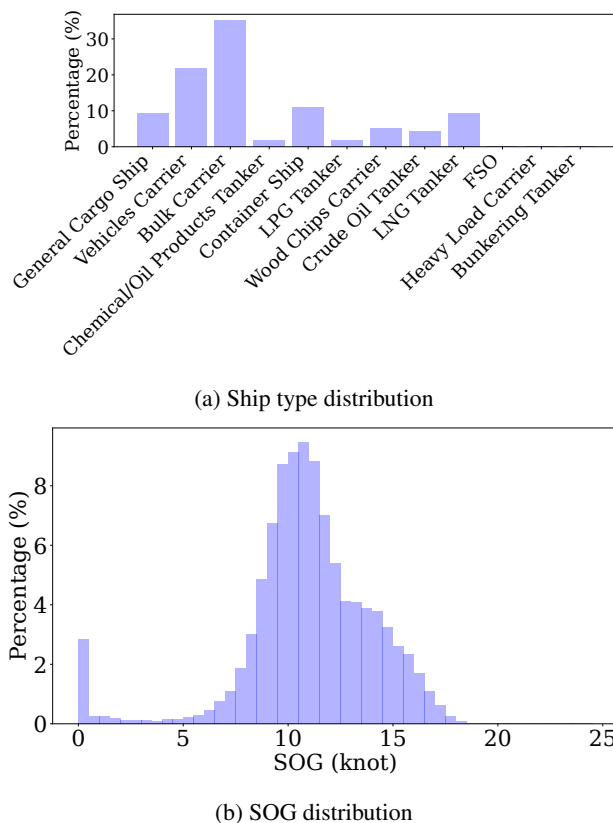 Percentage (%)
30
20
10
0
General Cargo Ship
Vehicles Carrier
Bulk Carrier
Chemical/Oil Products Tanker
Container Ship
LPG Tanker
Wood Chips Carrier
Crude Oil Tanker
LNG Tanker
FSO
Heavy Load Carrier
Bunkering Tanker
(a) Ship type distribution
Percentage (%)
8
6
4
2
0
0 5 10 15 20 25
SOG (knot)
(b) SOG distribution